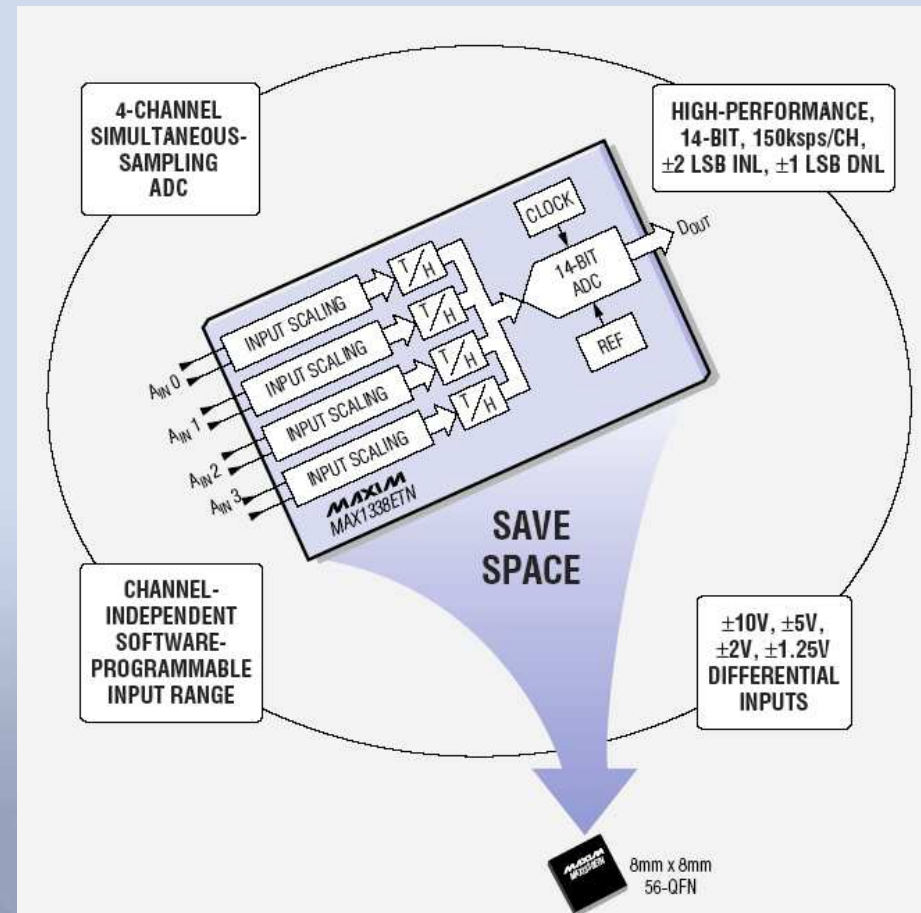 4-CHANNEL
SIMULTANEOUS-
SAMPLING
ADC
HIGH-PERFORMANCE,
14-BIT, 150ksps/CH,
±2 LSB INL, ±1 LSB DNL
CLOCK
DOUT
14-BIT
ADC
REF
T/H
T/H
T/H
T/H
INPUT SCALING
INPUT SCALING
INPUT SCALING
INPUT SCALING
AIN 0
AIN 1
AIN 2
AIN 3
MAXIM
MAX1338ETN
SAVE
SPACE
CHANNEL-
INDEPENDENT
SOFTWARE-
PROGRAMMABLE
INPUT RANGE
±10V, ±5V,
±2V, ±1.25V
DIFFERENTIAL
INPUTS
MAXIM
MAX1338ETN
8mm x 8mm
56-QFN